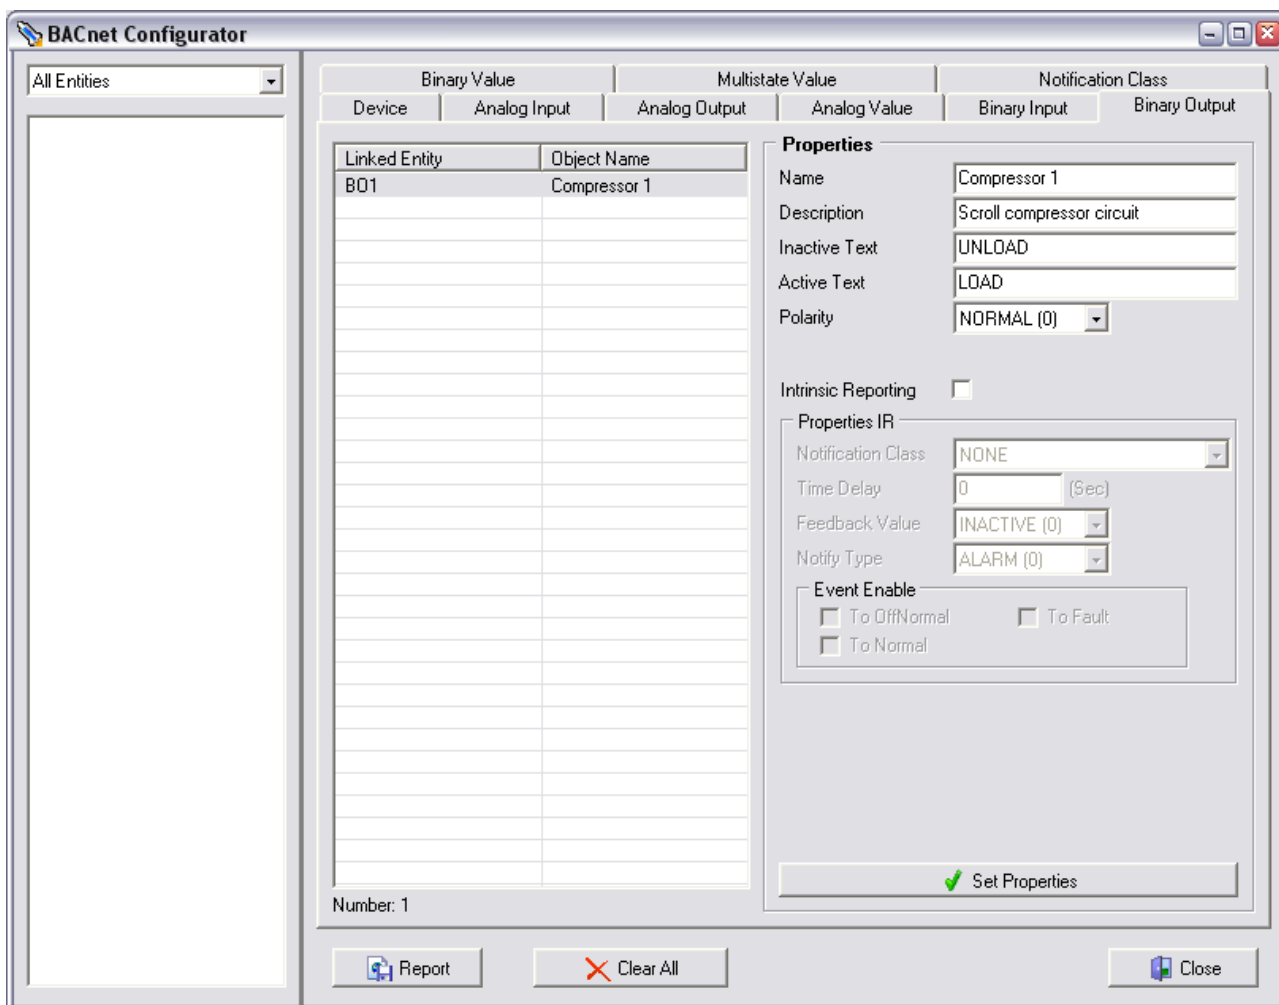 BACnet Configurator
All Entities
Binary Value Multistate Value Notification Class
Device Analog Input Analog Output Analog Value Binary Input Binary Output
Linked Entity Object Name
BO1 Compressor 1
Number: 1
Properties
Name Compressor 1
Description Scroll compressor circuit
Inactive Text UNLOAD
Active Text LOAD
Polarity NORMAL (0)
Intrinsic Reporting
Properties IR
Notification Class NONE
Time Delay 0 (Sec)
Feedback Value INACTIVE (0)
Notify Type ALARM (0)
Event Enable
To OffNormal To Fault
To Normal
Set Properties
Report Clear All Close